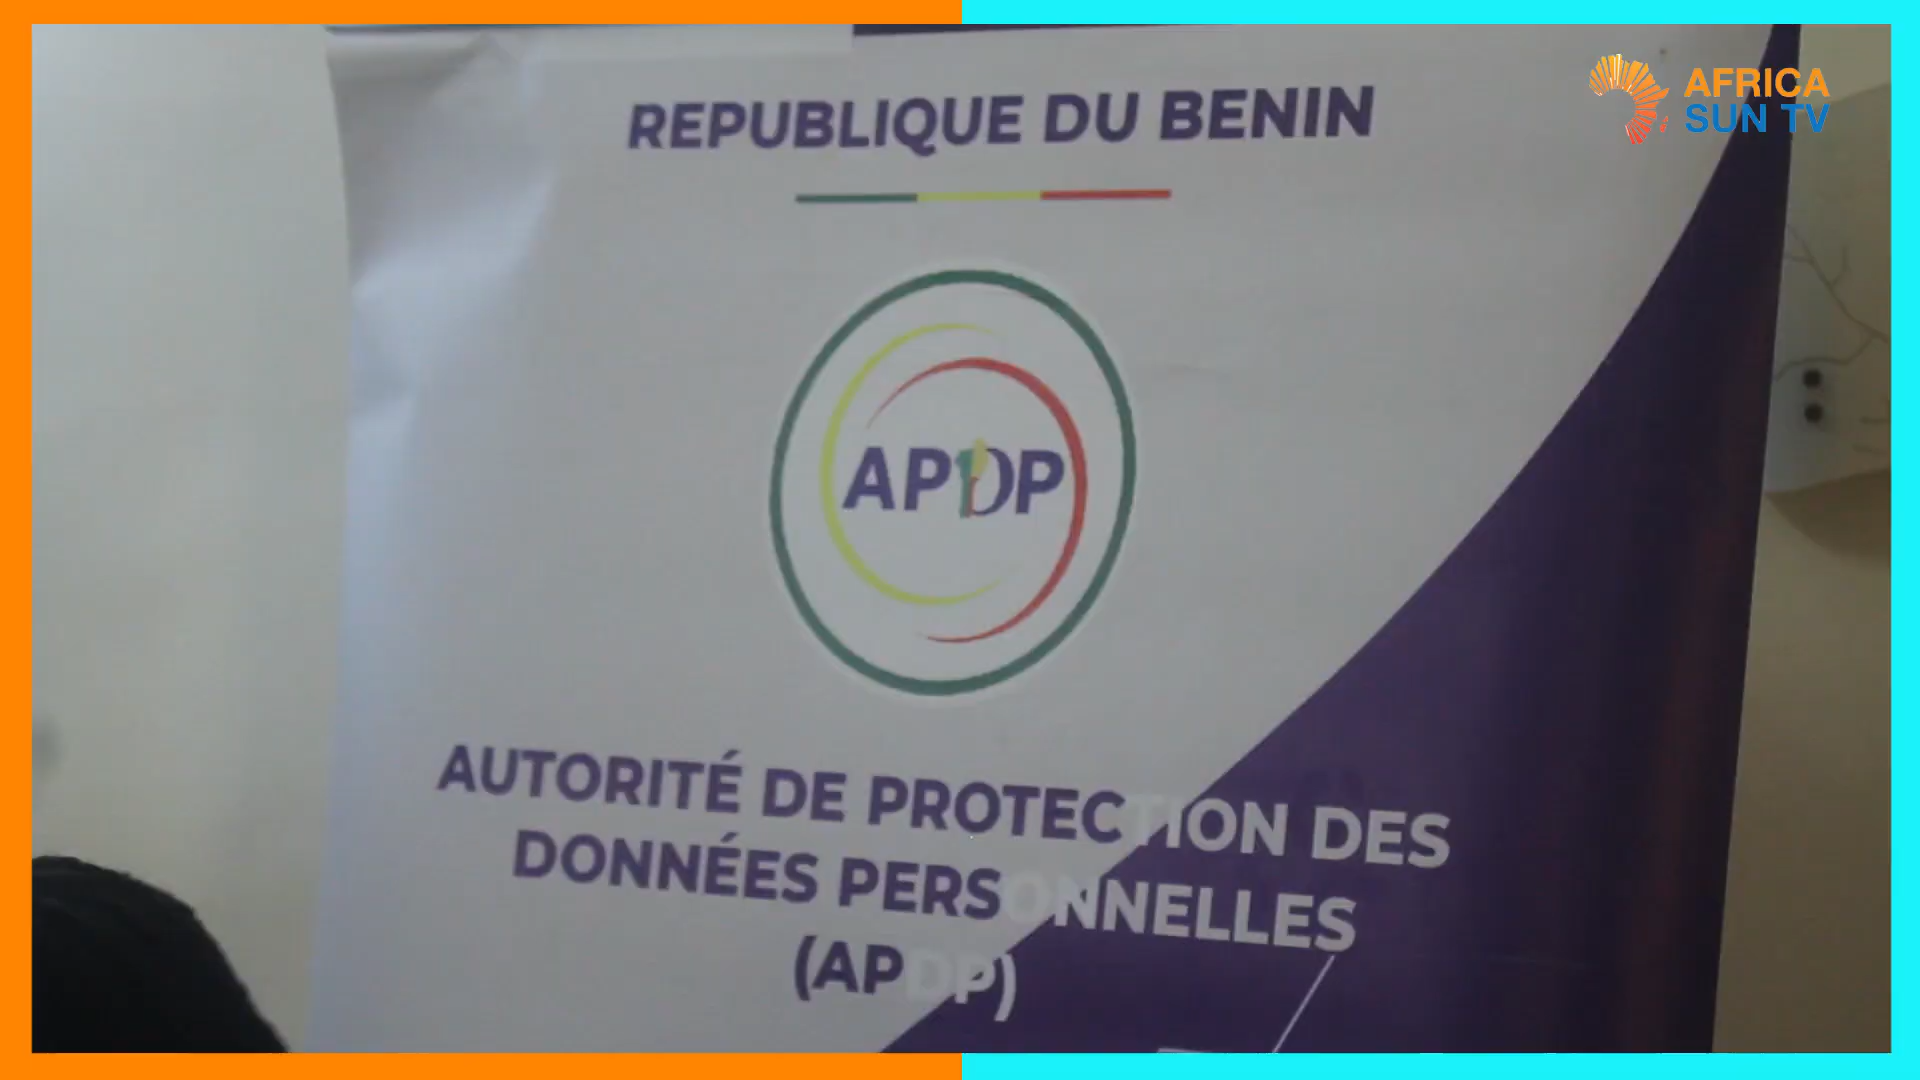 REPUBLIQUE DU BENIN
AFRICA
SUN TV
APDP
AUTORITÉ DE PROTECTION DES
DONNÉES PERSONNELLES
(APDP)